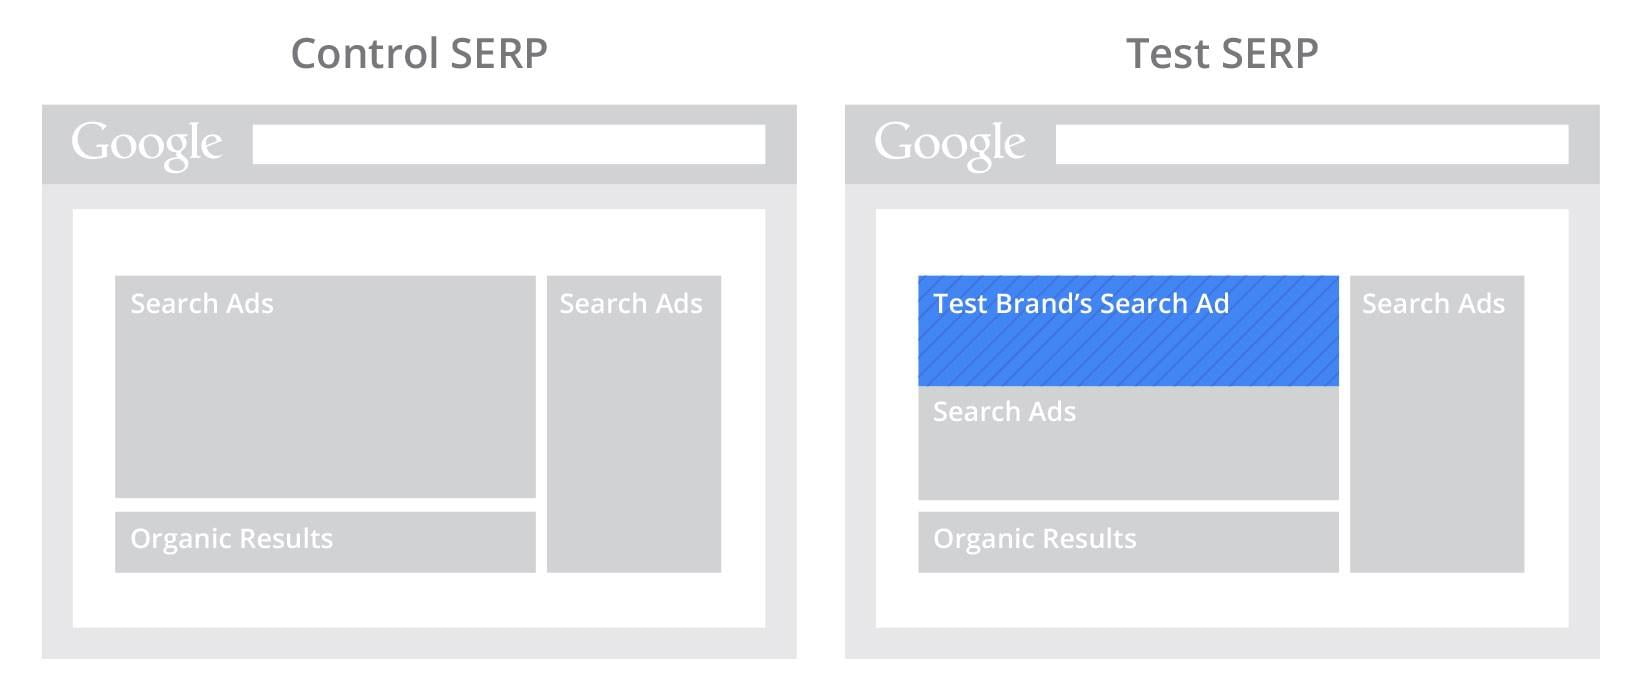 Control SERP
Google
Search Ads
Search Ads
Organic Results
Test SERP
Google
Test Brand's Search Ad
Search Ads
Search Ads
Organic Results